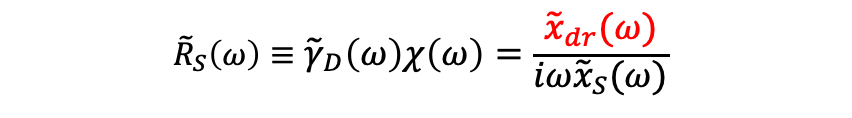 R̃_S(ω) ≡ γ̃_D(ω)χ(ω) = x̃_dr(ω) / iωx̃_S(ω)